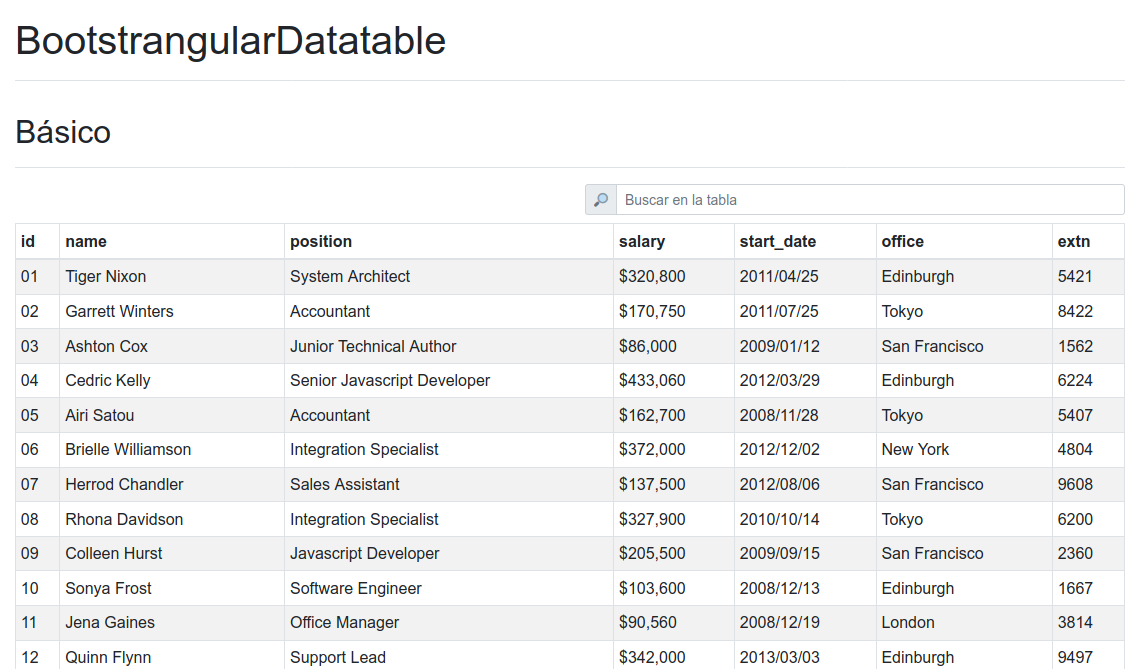 BootstrangularDatatable
Básico
Buscar en la tabla
id name position salary start_date office extn
01 Tiger Nixon System Architect $320,800 2011/04/25 Edinburgh 5421
02 Garrett Winters Accountant $170,750 2011/07/25 Tokyo 8422
03 Ashton Cox Junior Technical Author $86,000 2009/01/12 San Francisco 1562
04 Cedric Kelly Senior Javascript Developer $433,060 2012/03/29 Edinburgh 6224
05 Airi Satou Accountant $162,700 2008/11/28 Tokyo 5407
06 Brielle Williamson Integration Specialist $372,000 2012/12/02 New York 4804
07 Herrod Chandler Sales Assistant $137,500 2012/08/06 San Francisco 9608
08 Rhona Davidson Integration Specialist $327,900 2010/10/14 Tokyo 6200
09 Colleen Hurst Javascript Developer $205,500 2009/09/15 San Francisco 2360
10 Sonya Frost Software Engineer $103,600 2008/12/13 Edinburgh 1667
11 Jena Gaines Office Manager $90,560 2008/12/19 London 3814
12 Quinn Flynn Support Lead $342,000 2013/03/03 Edinburgh 9497